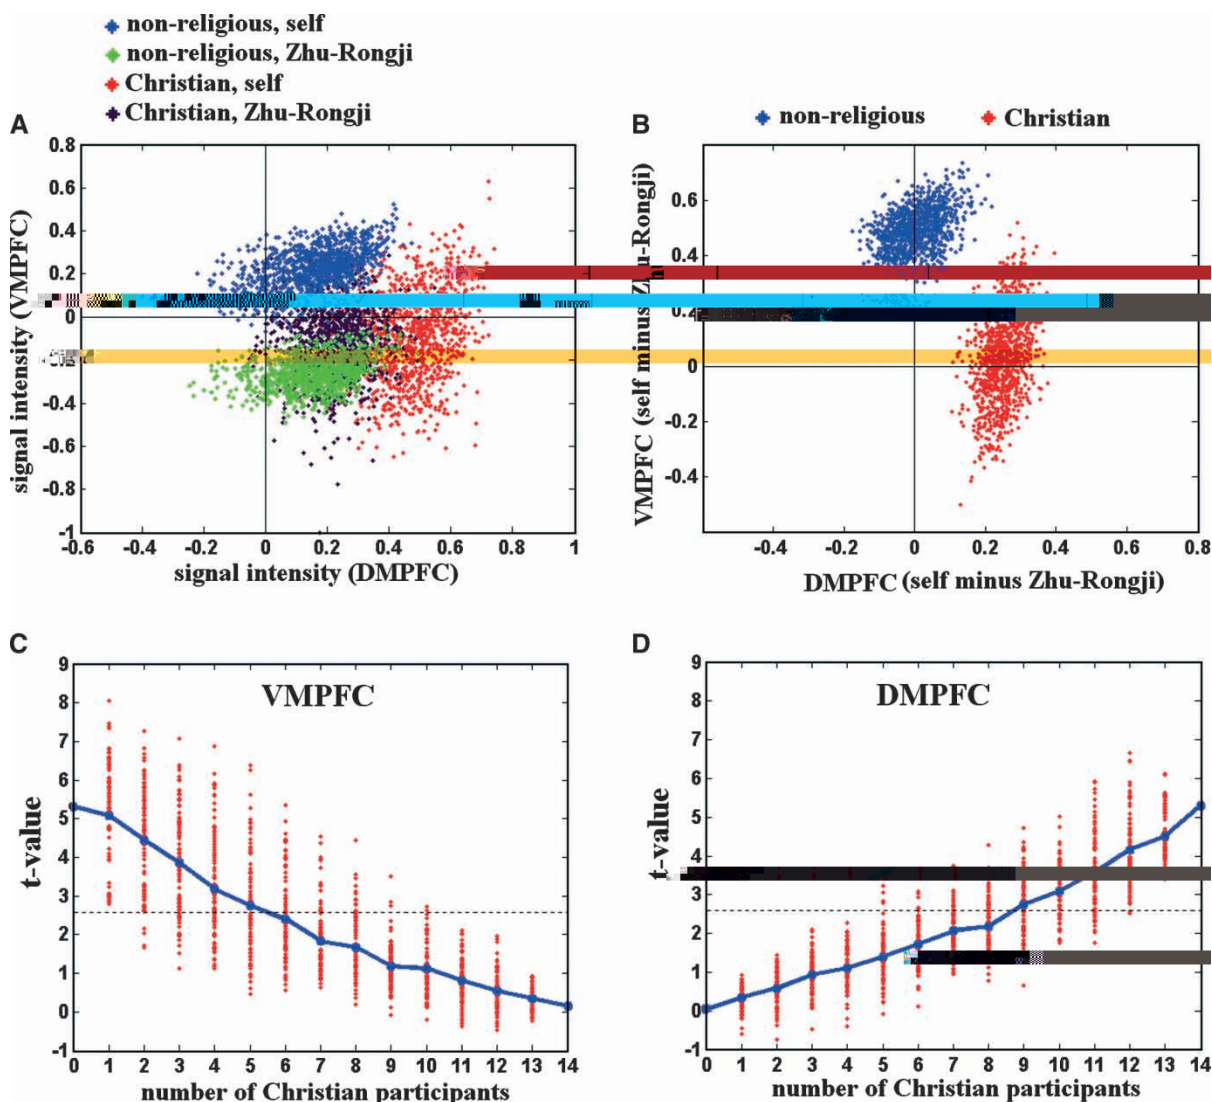 non-religious, self
non-religious, Zhu-Rongji
Christian, self
Christian, Zhu-Rongji
A
0.8
0.6
0.4
0.2
0
-0.2
-0.4
-0.6
-0.8
-1
-0.6 -0.4 -0.2 0 0.2 0.4 0.6 0.8 1
signal intensity (VMPFC)
signal intensity (DMPFC)
B
non-religious Christian
0.6
0.4
0.2
0
-0.2
-0.4
-0.4 -0.2 0 0.2 0.4 0.6 0.8
VMPFC (self minus Zhu-Rongji)
DMPFC (self minus Zhu-Rongji)
C
VMPFC
9
8
7
6
5
4
3
2
1
0
-1
0 1 2 3 4 5 6 7 8 9 10 11 12 13 14
t-value
number of Christian participants
D
DMPFC
9
8
7
6
5
4
3
2
1
0
-1
0 1 2 3 4 5 6 7 8 9 10 11 12 13 14
t-value
number of Christian participants